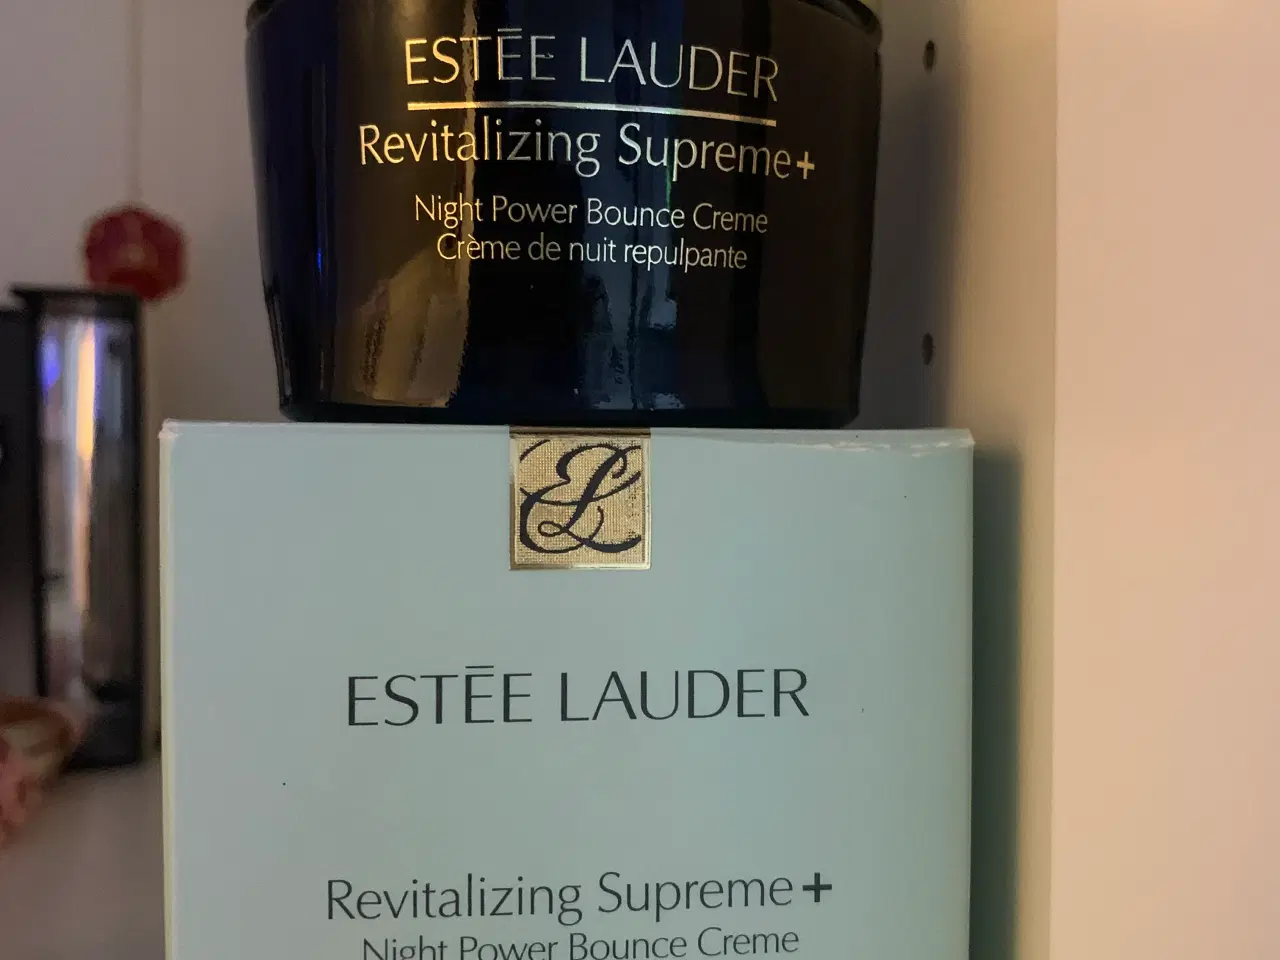 ESTĒE LAUDER
Revitalizing Supreme+
Night Power Bounce Creme
Crème de nuit repulpante
EL
ESTĒE LAUDER
Revitalizing Supreme+
Night Power Bounce Creme